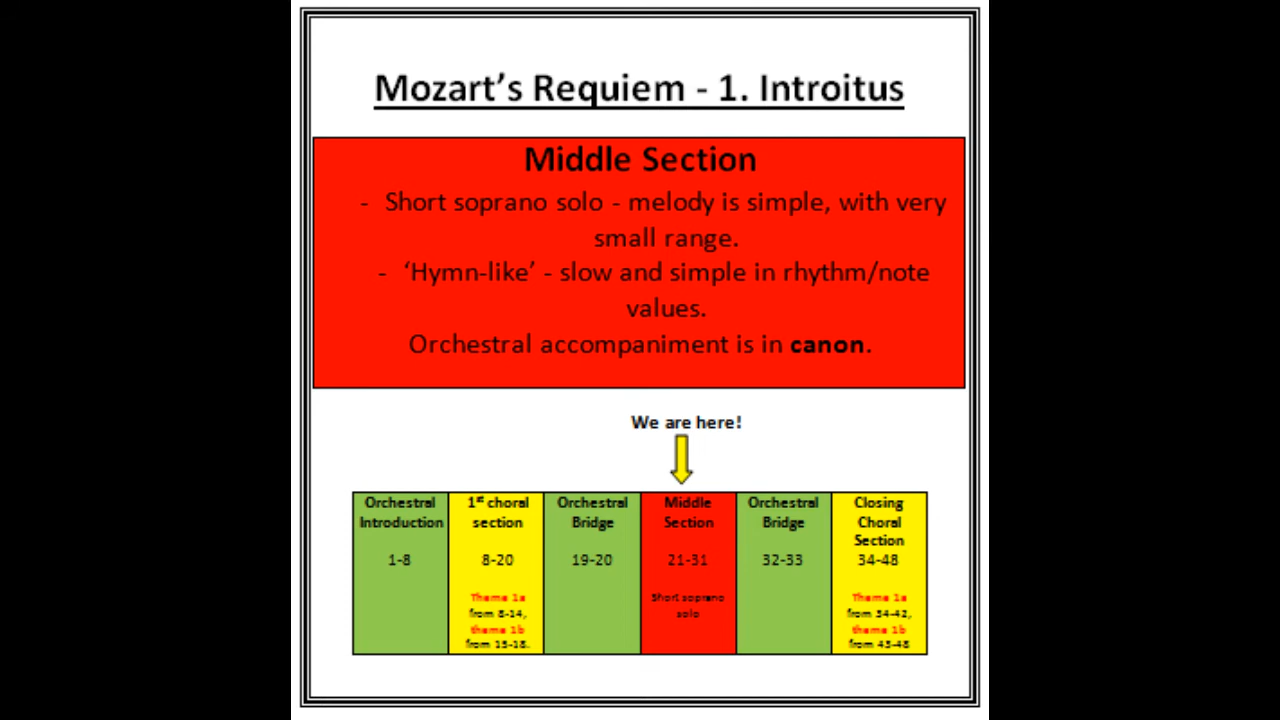 Mozart's Requiem - 1. Introitus
Middle Section
- Short soprano solo - melody is simple, with very
small range.
- ‘Hymn-like’ - slow and simple in rhythm/note
values.
Orchestral accompaniment is in canon.
We are here!
Orchestral
Introduction
1-8
1st choral
section
8-20
Theme 1a
from 8-14,
theme 1b
from 15-18.
Orchestral
Bridge
19-20
Middle
Section
21-31
Short soprano
solo
Orchestral
Bridge
32-33
Closing
Choral
Section
34-48
Theme 1a
from 34-42,
theme 1b
from 43-48